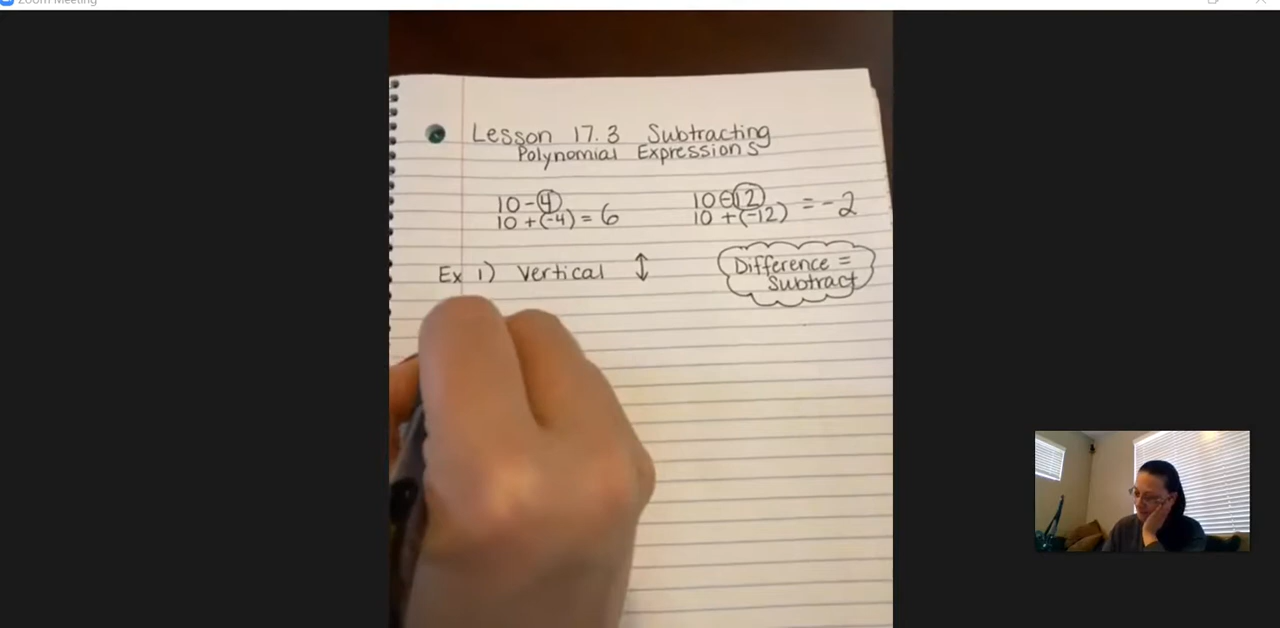 Zoom Meeting
Lesson 17.3 Subtracting
Polynomial Expressions
10-4
10+(-4)=6
10-12
10+(-12) =-2
Ex 1) Vertical ↕
Difference =
Subtract